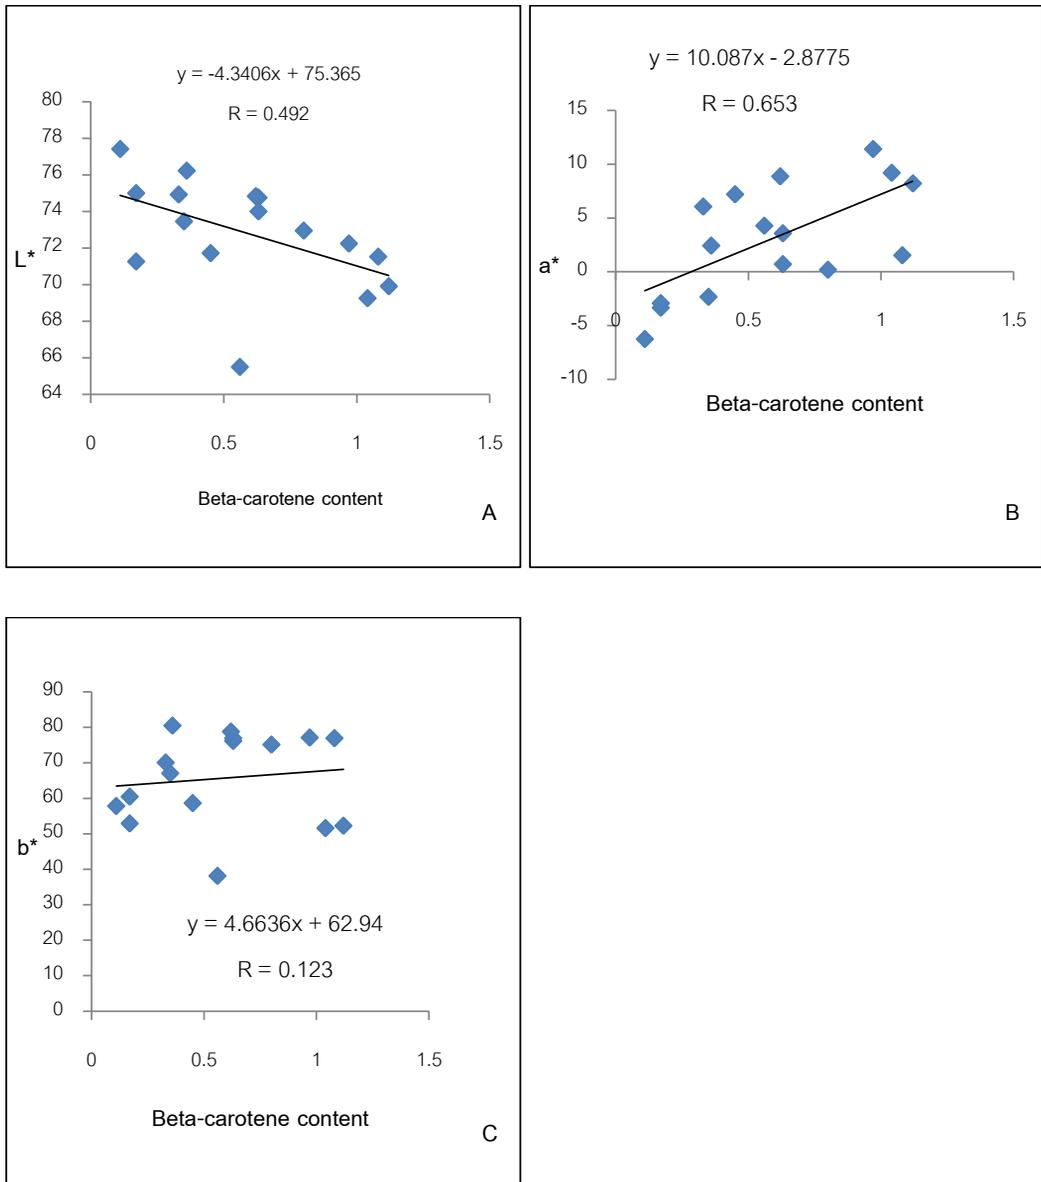 y = -4.3406x + 75.365
R = 0.492
80
78
76
74
72
70
68
66
64
L*
0 0.5 1 1.5
Beta-carotene content
A
y = 10.087x - 2.8775
R = 0.653
15
10
5
0
-5
-10
a*
0 0.5 1 1.5
Beta-carotene content
B
90
80
70
60
50
40
30
20
10
0
b*
y = 4.6636x + 62.94
R = 0.123
0 0.5 1 1.5
Beta-carotene content
C